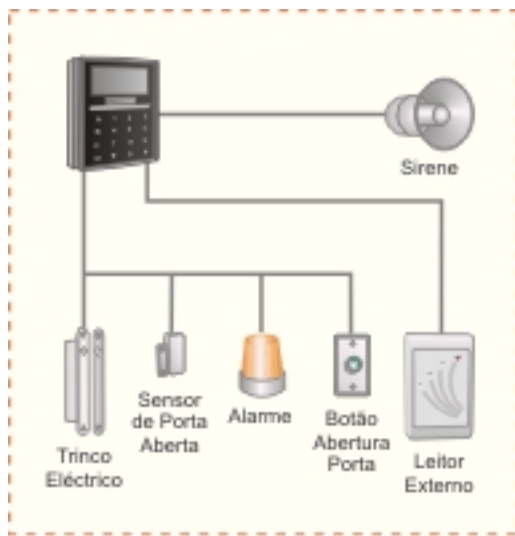 Sirene
Trinco
Eléctrico
Sensor
de Porta
Aberta
Alarme
Botão
Abertura
Porta
Leitor
Externo